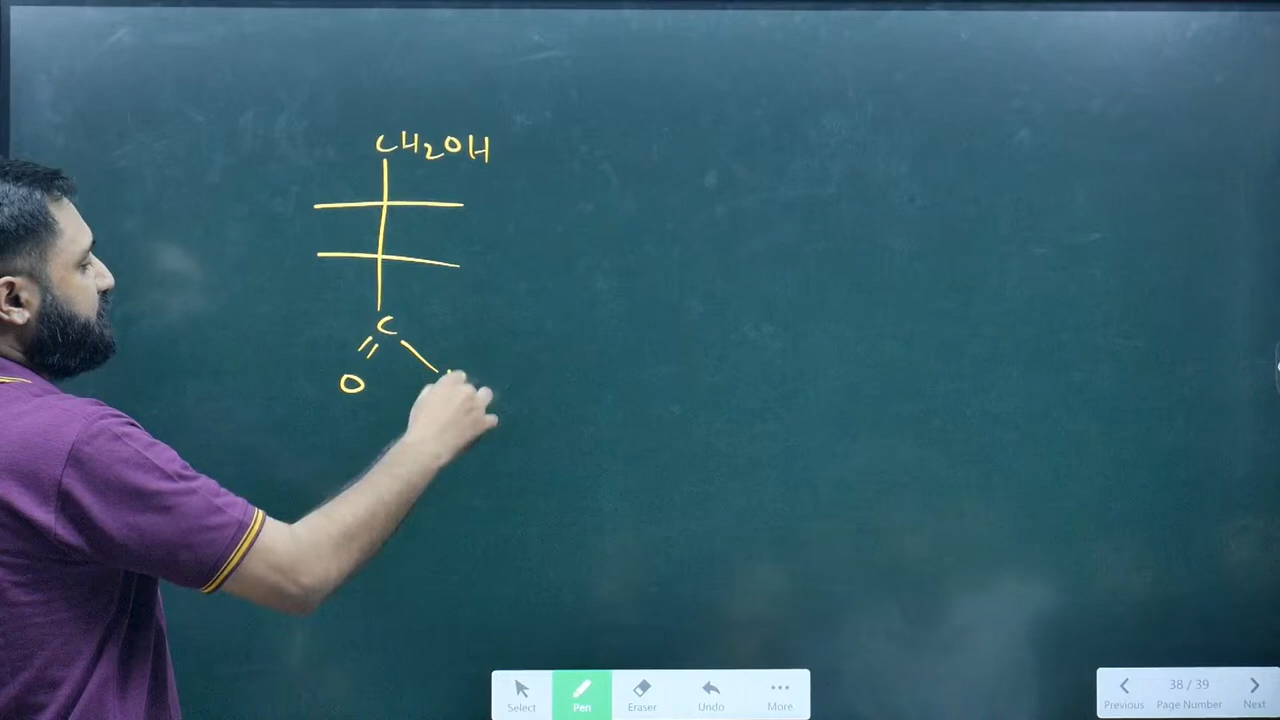 CH2OH
C
O
Select Pen Eraser Undo More
38 / 39
Previous Page Number Next